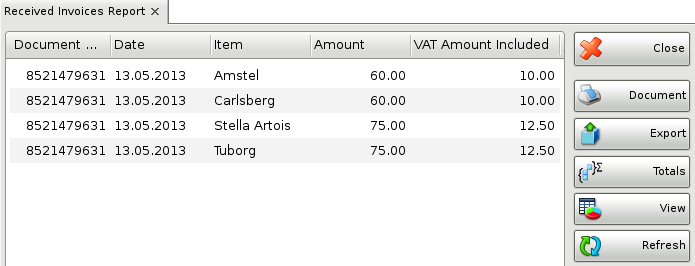 Received Invoices Report ×
Document ... Date Item Amount VAT Amount Included
8521479631 13.05.2013 Amstel 60.00 10.00
8521479631 13.05.2013 Carlsberg 60.00 10.00
8521479631 13.05.2013 Stella Artois 75.00 12.50
8521479631 13.05.2013 Tuborg 75.00 12.50
Close
Document
Export
{}Σ Totals
View
Refresh